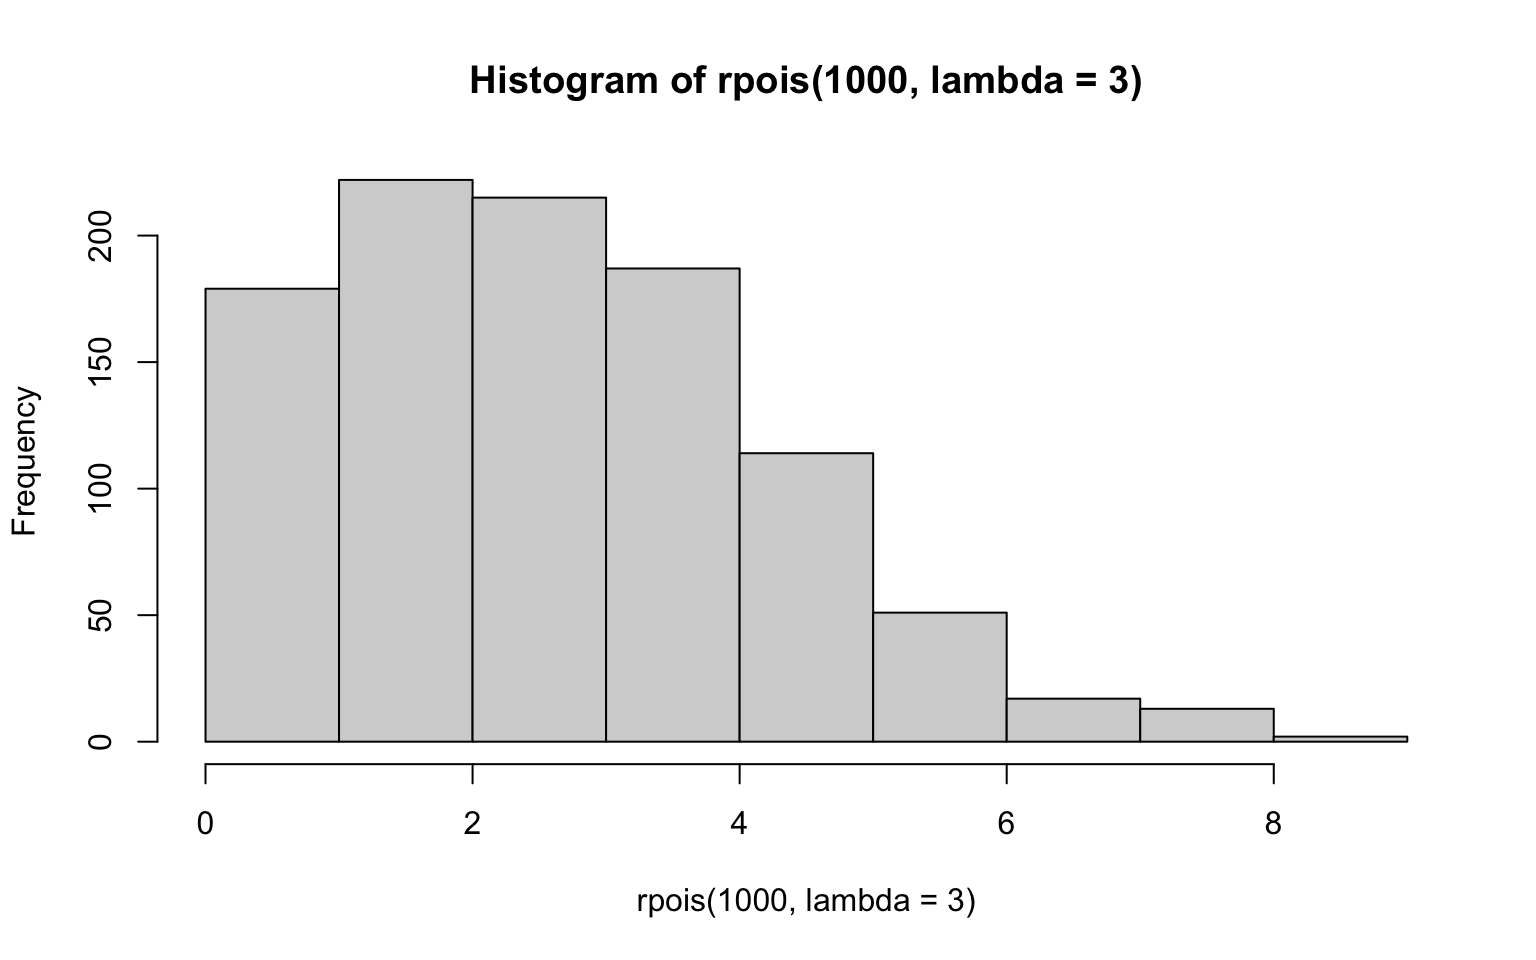 Histogram of rpois(1000, lambda = 3)
Frequency
200
150
100
50
0
0 2 4 6 8
rpois(1000, lambda = 3)